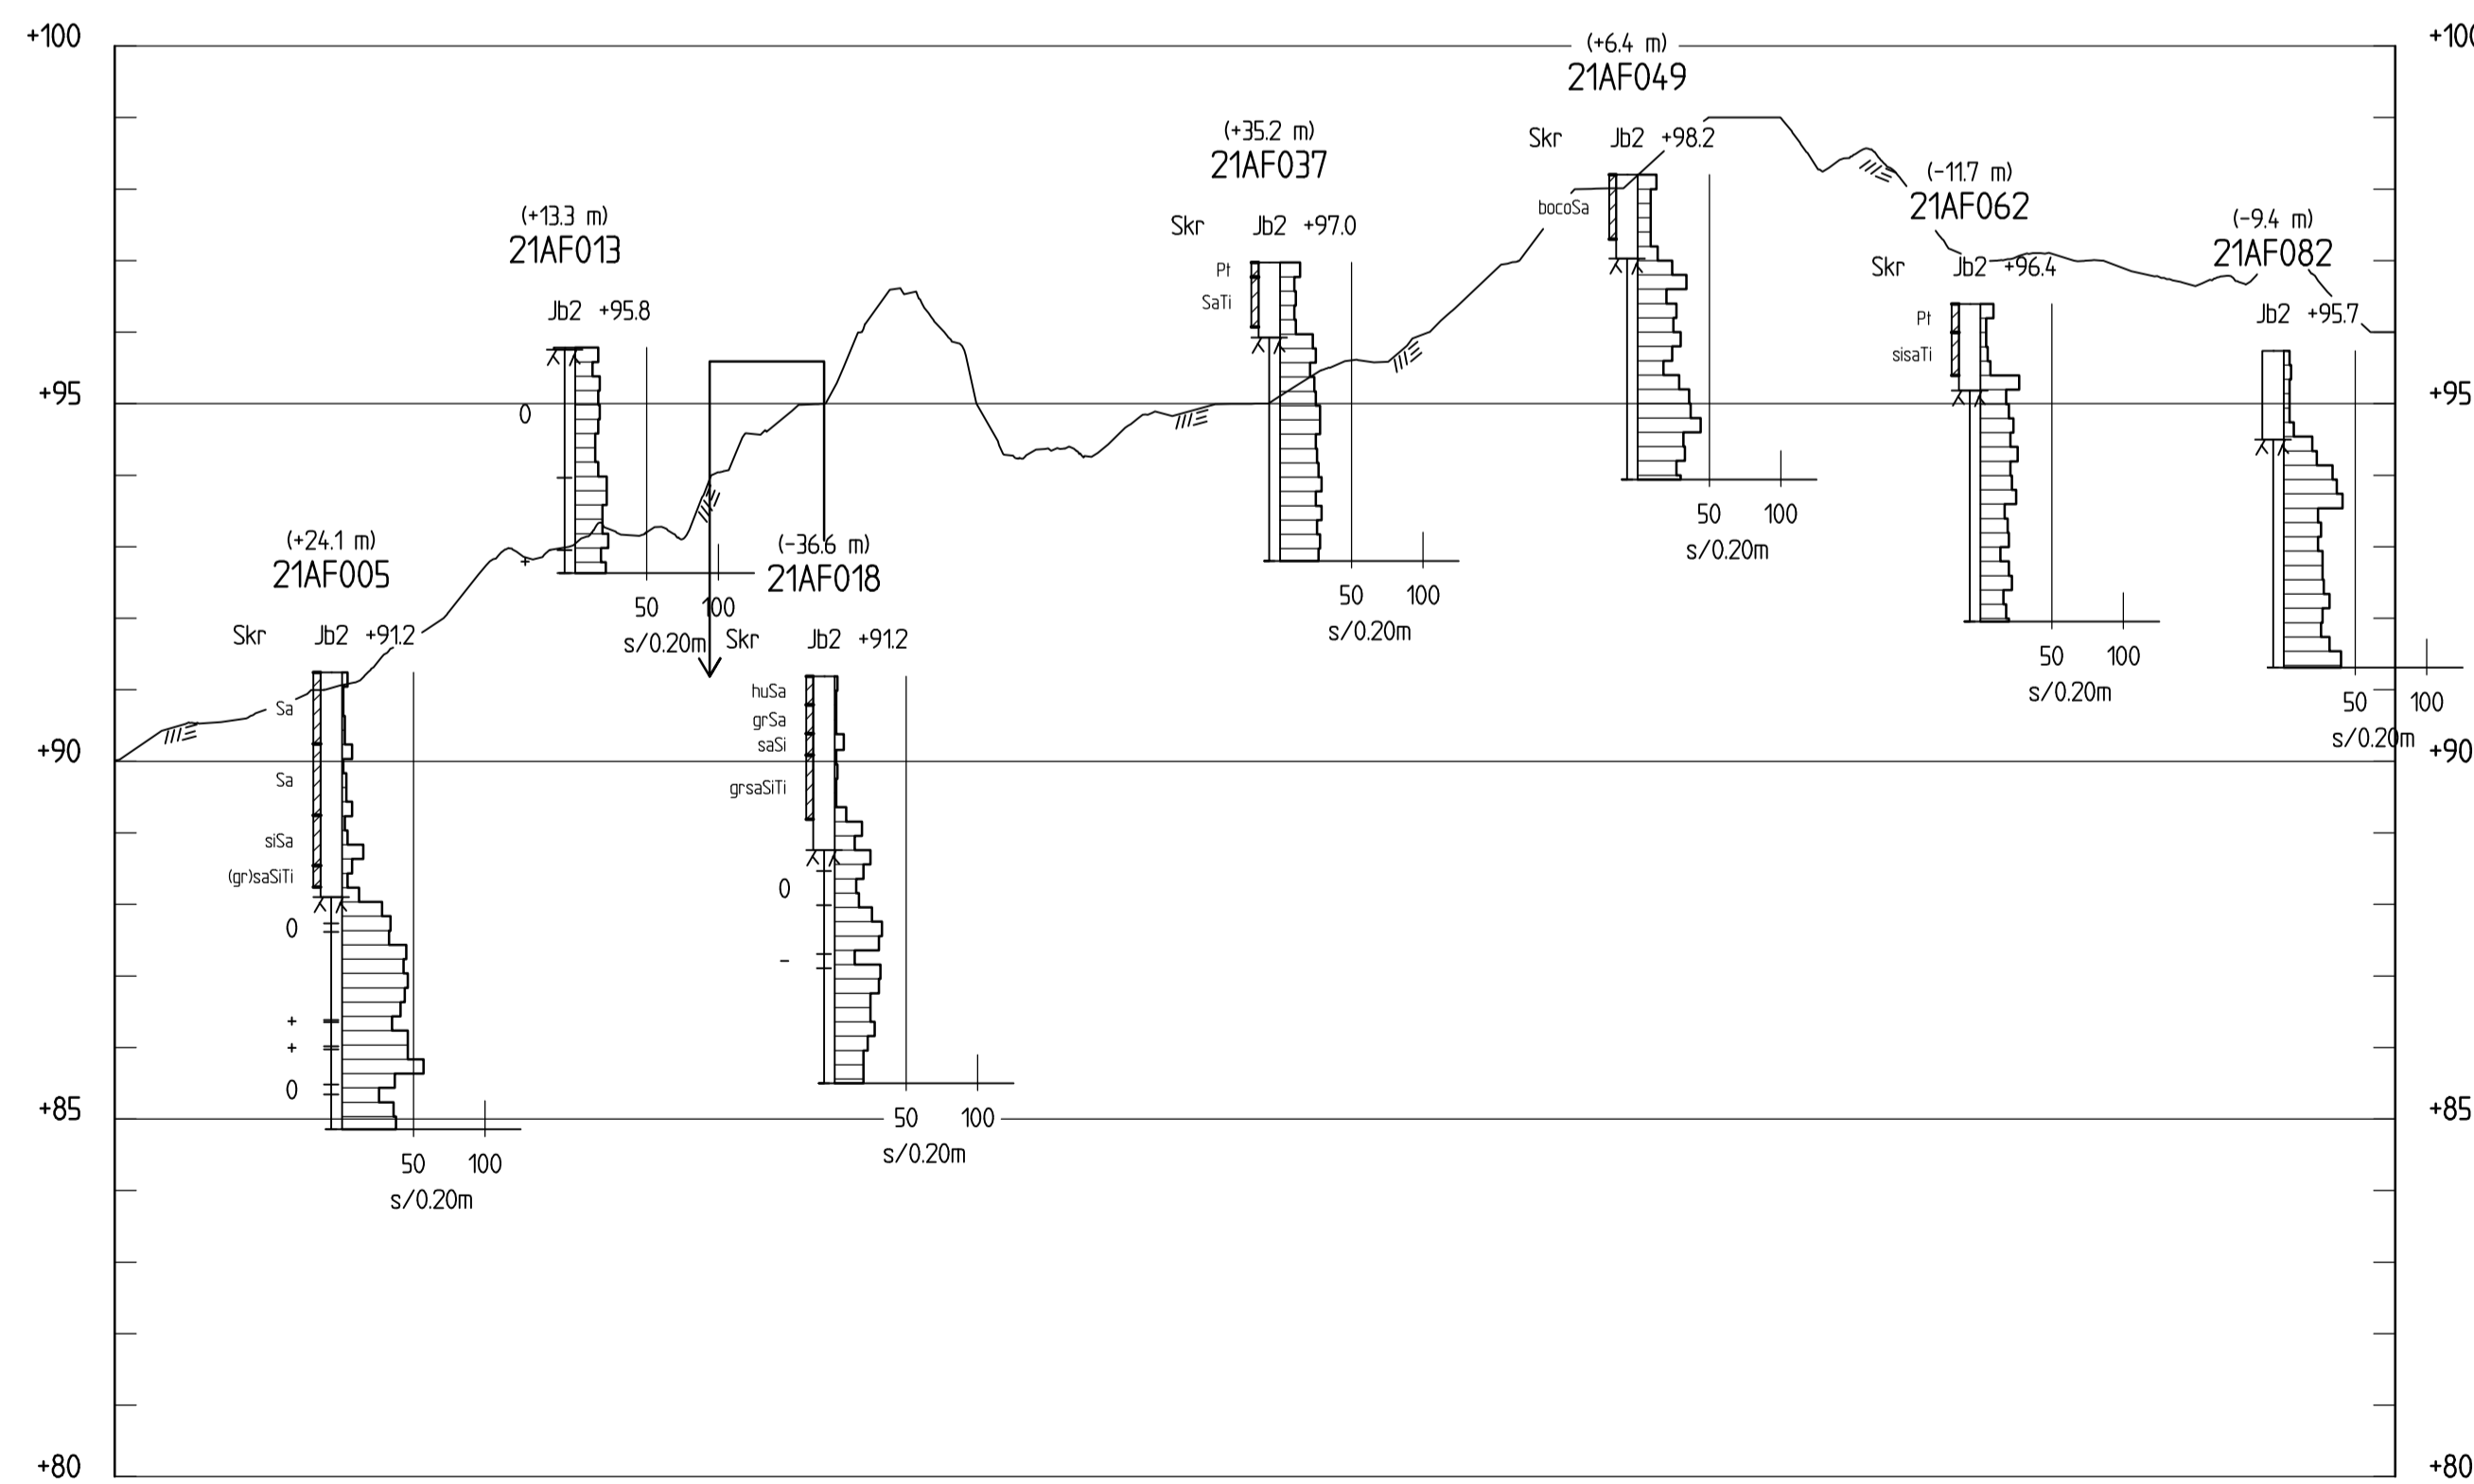 +100
+100
(+6.4 m)
21AF049
Skr Jb2 +98.2
bocoSa
50 100
s/0.20m
(+35.2 m)
21AF037
Skr Jb2 +97.0
Pt
SaTi
50 100
s/0.20m
(-11.7 m)
21AF062
Skr Jb2 +96.4
Pt
sisaTi
50 100
s/0.20m
(-9.4 m)
21AF082
Jb2 +95.7
50 100
s/0.20m
(+13.3 m)
21AF013
Jb2 +95.8
0
+
50 100
s/0.20m
+95
+95
(+24.1 m)
21AF005
Skr Jb2 +91.2
Sa
Sa
siSa
(gr)saSiTi
0
+
+
0
50 100
s/0.20m
(-36.6 m)
21AF018
Skr Jb2 +91.2
huSa
grSa
saSi
grsaSiTi
0
-
50 100
s/0.20m
+90
+90
+85
+85
+80
+80